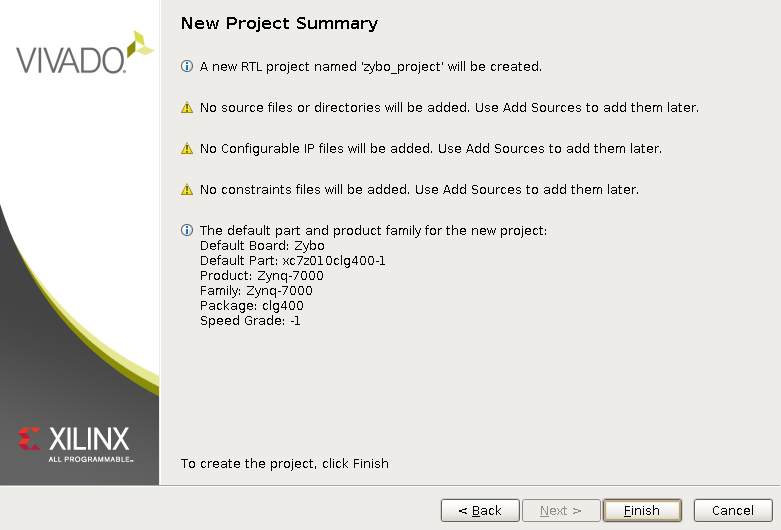 New Project Summary
VIVADO.
A new RTL project named 'zybo_project' will be created.
No source files or directories will be added. Use Add Sources to add them later.
No Configurable IP files will be added. Use Add Sources to add them later.
No constraints files will be added. Use Add Sources to add them later.
The default part and product family for the new project:
Default Board: Zybo
Default Part: xc7z010clg400-1
Product: Zynq-7000
Family: Zynq-7000
Package: clg400
Speed Grade: -1
XILINX
ALL PROGRAMMABLE™
To create the project, click Finish
< Back
Next >
Finish
Cancel